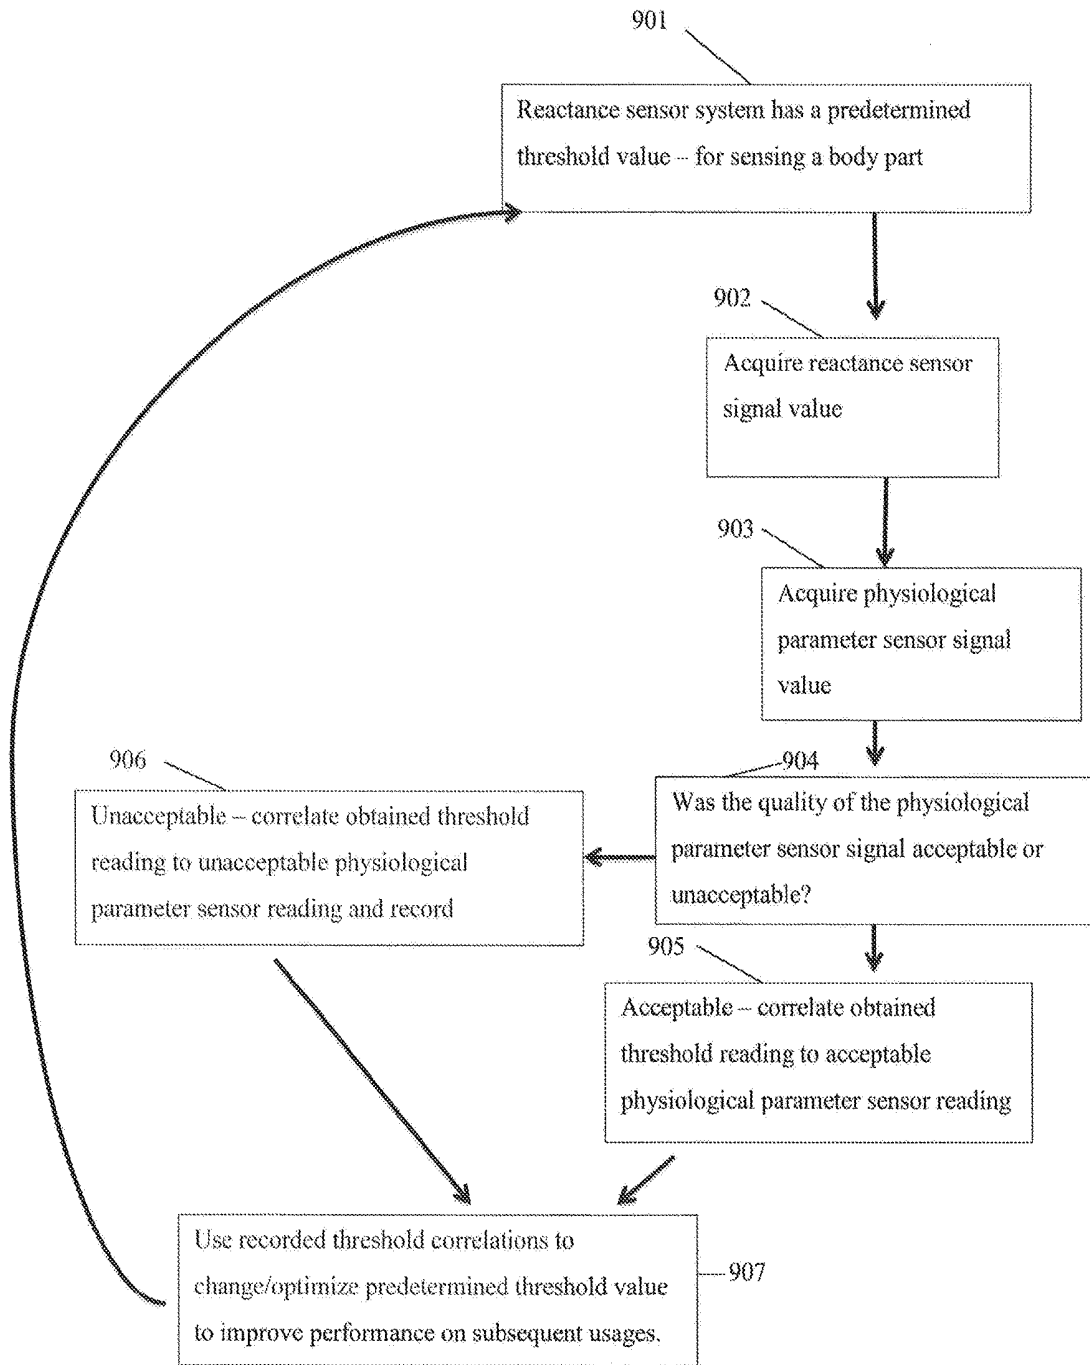 901
Reactance sensor system has a predetermined
threshold value – for sensing a body part
902
Acquire reactance sensor
signal value
903
Acquire physiological
parameter sensor signal
value
904
Was the quality of the physiological
parameter sensor signal acceptable or
unacceptable?
906
Unacceptable – correlate obtained threshold
reading to unacceptable physiological
parameter sensor reading and record
905
Acceptable – correlate obtained
threshold reading to acceptable
physiological parameter sensor reading
Use recorded threshold correlations to
change/optimize predetermined threshold value
to improve performance on subsequent usages.
907